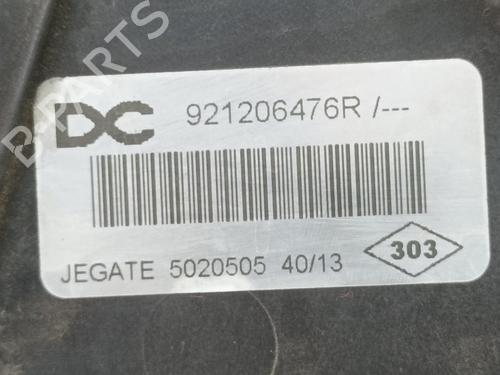 DC 921206476R /---
JEGATE 5020505 40/13
303
B-PARTS